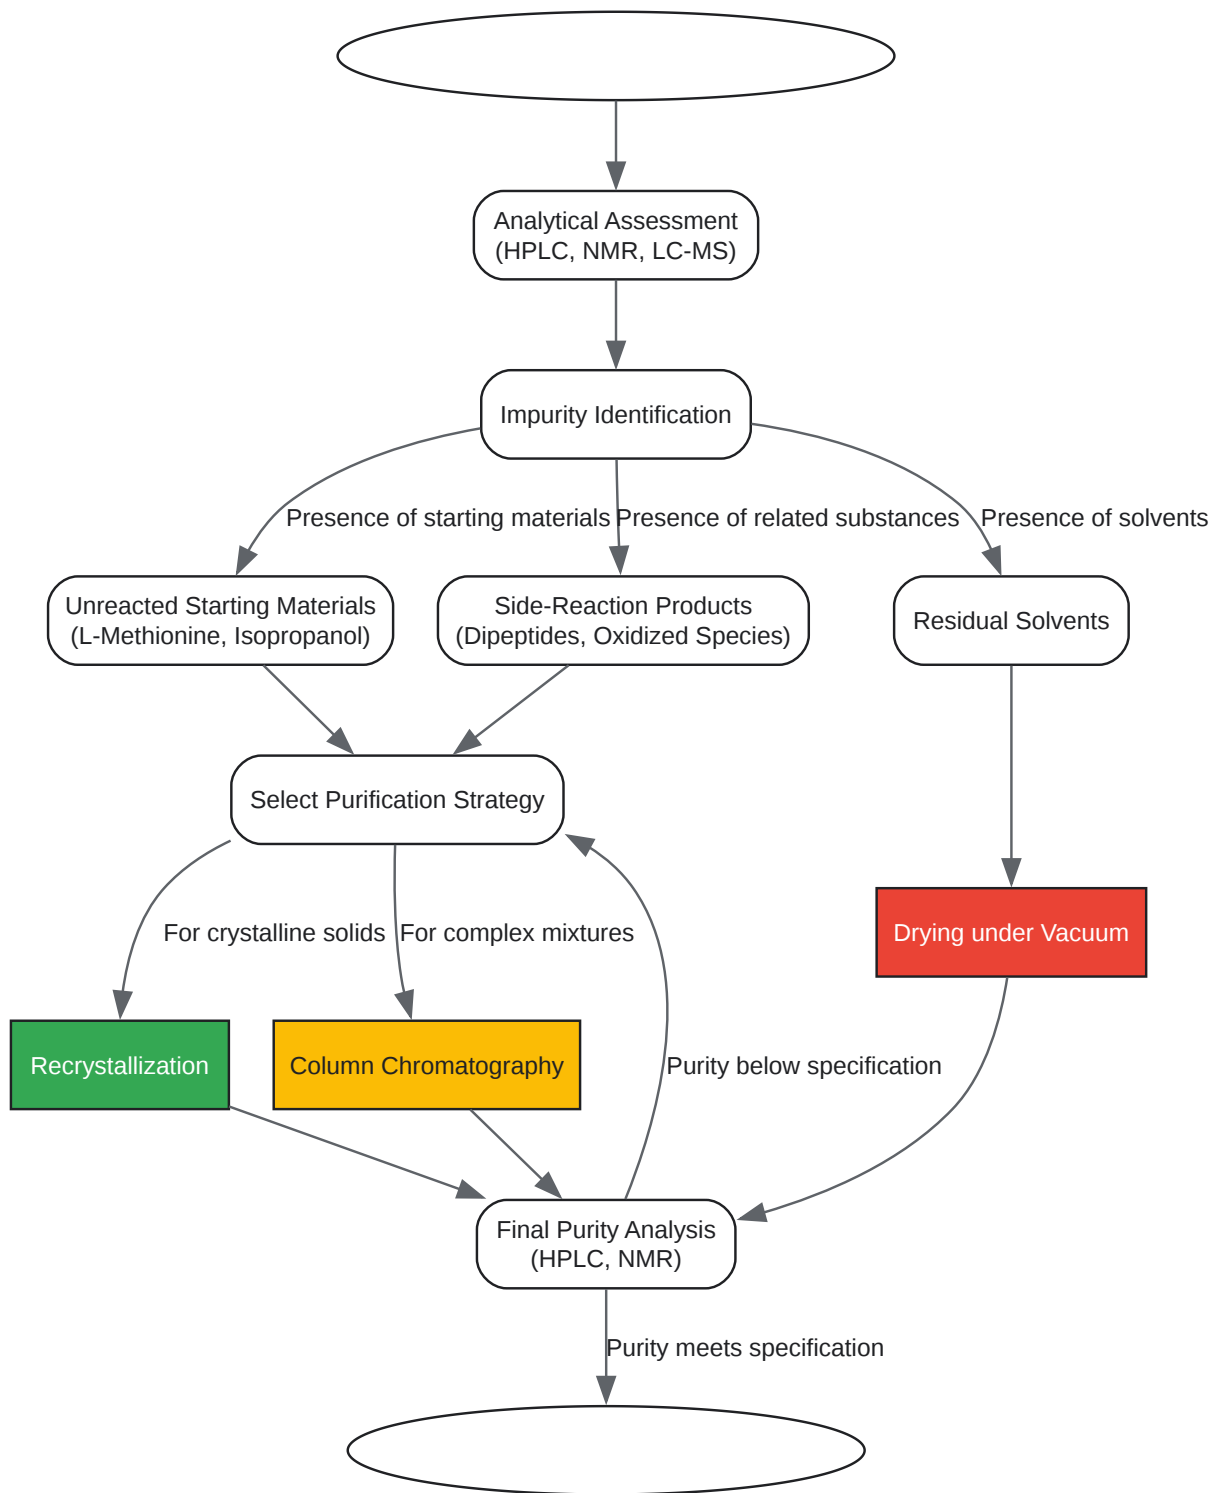 Analytical Assessment
(HPLC, NMR, LC-MS)
Impurity Identification
Presence of starting materials
Presence of related substances
Presence of solvents
Unreacted Starting Materials
(L-Methionine, Isopropanol)
Side-Reaction Products
(Dipeptides, Oxidized Species)
Residual Solvents
Select Purification Strategy
For crystalline solids
For complex mixtures
Drying under Vacuum
Recrystallization
Column Chromatography
Purity below specification
Final Purity Analysis
(HPLC, NMR)
Purity meets specification